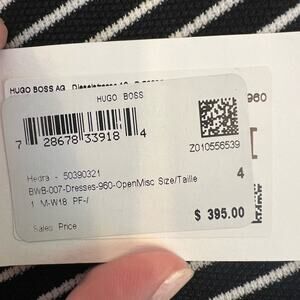 HUGO BOSS AG
HUGO BOSS
960
7 28678 33918 4
Z010556539
Hedra - 50390321
BWB-007-Dresses-960-OpenMisc Size/Taille
4
1 M-W18 PF-/
$ 395.00
Sales Price